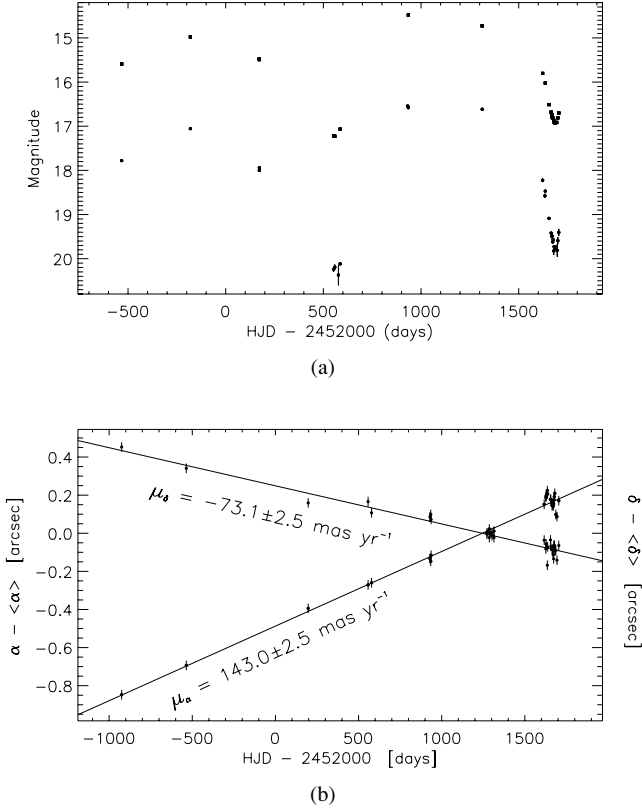 15
16
17
18
19
20
Magnitude
−500
0
500
1000
1500
HJD − 2452000 (days)
(a)
0.4
0.2
0.0
−0.2
−0.4
−0.6
−0.8
α − <α> [arcsec]
δ − <δ> [arcsec]
μδ = −73.1±2.5 mas yr⁻¹
μα = 143.0±2.5 mas yr⁻¹
−1000
−500
0
500
1000
1500
HJD − 2452000 [days]
(b)